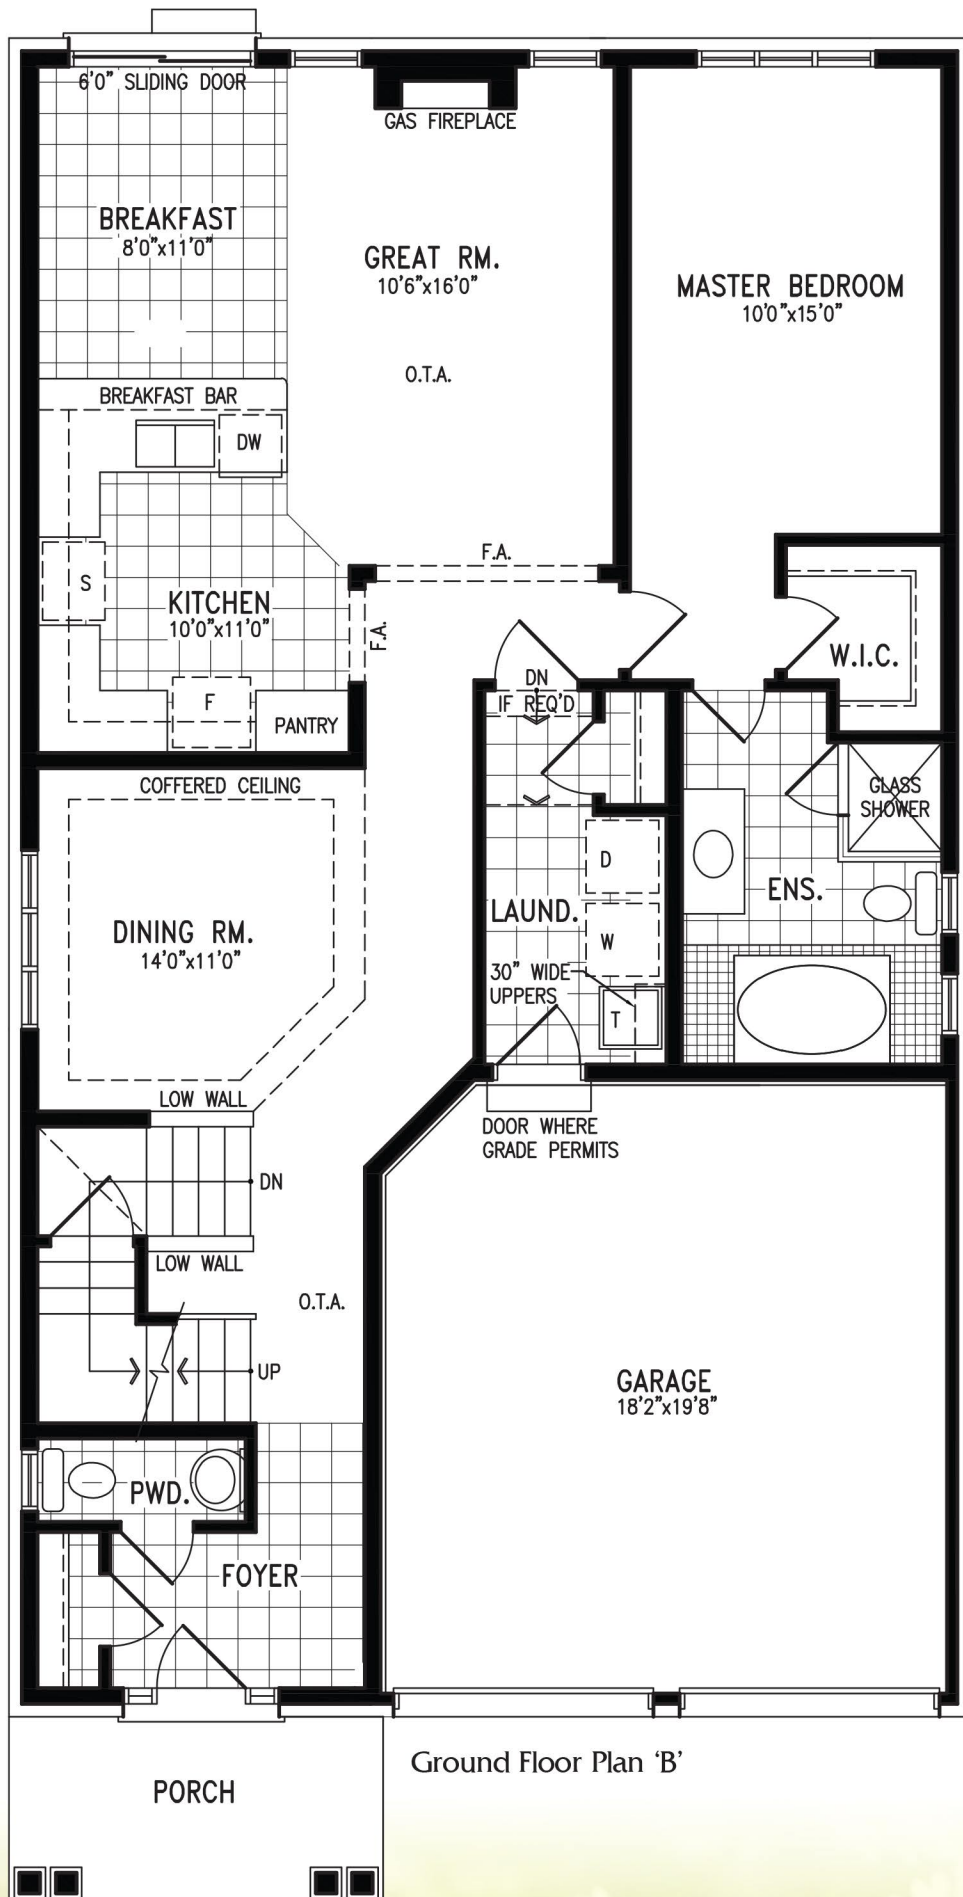 6'0" SLIDING DOOR
GAS FIREPLACE
BREAKFAST
8'0"x11'0"
GREAT RM.
10'6"x16'0"
MASTER BEDROOM
10'0"x15'0"
O.T.A.
BREAKFAST BAR
DW
F.A.
S
KITCHEN
10'0"x11'0"
F.A.
W.I.C.
DN
IF REQ'D
F
PANTRY
COFFERED CEILING
GLASS
SHOWER
D
ENS.
LAUND.
DINING RM.
14'0"x11'0"
W
30" WIDE
UPPERS
T
LOW WALL
DOOR WHERE
GRADE PERMITS
DN
LOW WALL
O.T.A.
UP
GARAGE
18'2"x19'8"
PWD.
FOYER
Ground Floor Plan ‘B’
PORCH